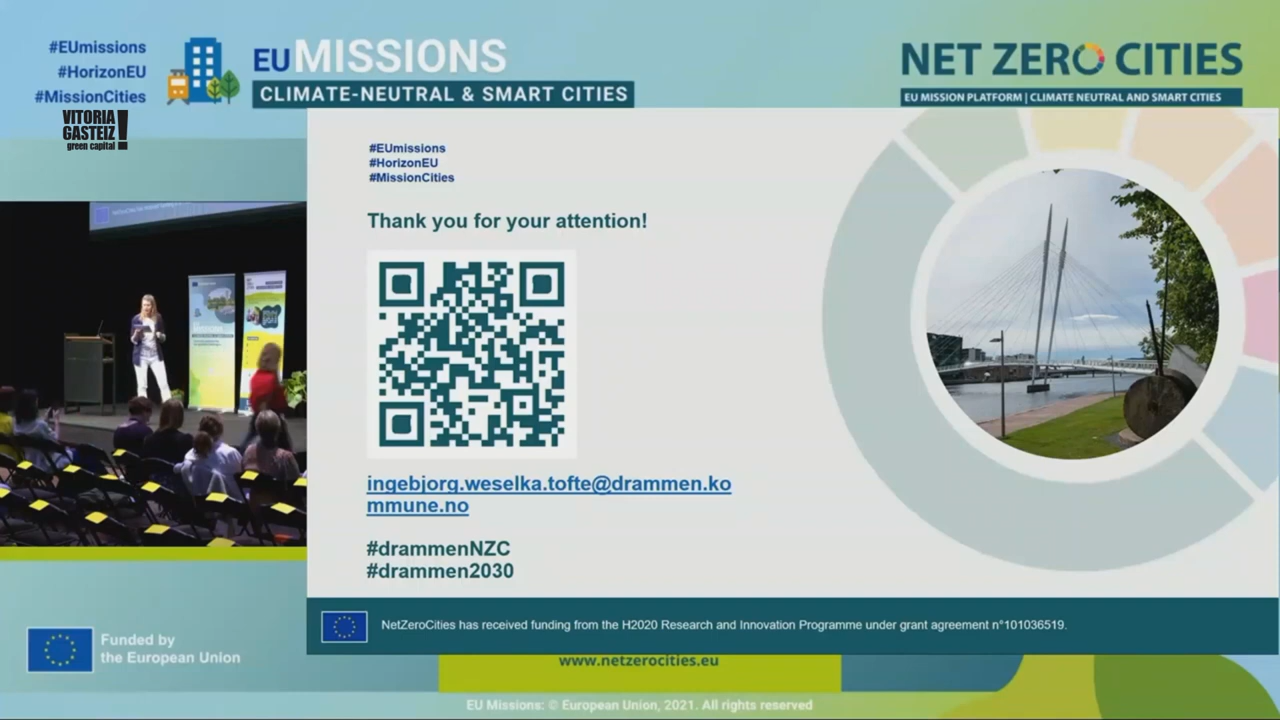 #EUmissions
#HorizonEU
#MissionCities
VITORIA
GASTEIZ!
green capital
EU MISSIONS
CLIMATE-NEUTRAL & SMART CITIES
NET ZERO CITIES
EU MISSION PLATFORM | CLIMATE NEUTRAL AND SMART CITIES
#EUmissions
#HorizonEU
#MissionCities
Thank you for your attention!
ingebjorg.weselka.tofte@drammen.ko
mmune.no
#drammenNZC
#drammen2030
NetZeroCities has received funding from the H2020 Research and Innovation Programme under grant agreement n°101036519.
Funded by
the European Union
www.netzerocities.eu
EU Missions: © European Union, 2021. All rights reserved